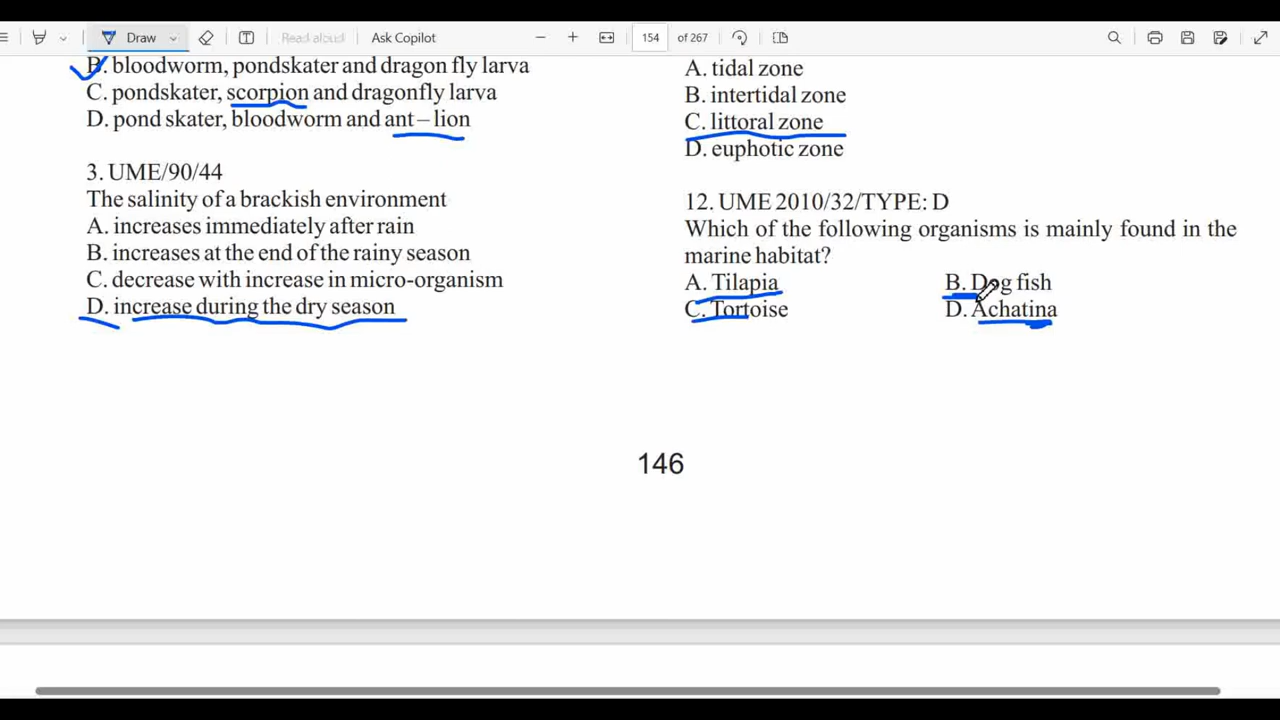 Draw
Read aloud
Ask Copilot
154 of 267
B. bloodworm, pondskater and dragon fly larva
C. pondskater, scorpion and dragonfly larva
D. pond skater, bloodworm and ant – lion
3. UME/90/44
The salinity of a brackish environment
A. increases immediately after rain
B. increases at the end of the rainy season
C. decrease with increase in micro-organism
D. increase during the dry season
A. tidal zone
B. intertidal zone
C. littoral zone
D. euphotic zone
12. UME 2010/32/TYPE: D
Which of the following organisms is mainly found in the
marine habitat?
A. Tilapia B. Dog fish
C. Tortoise D. Achatina
146